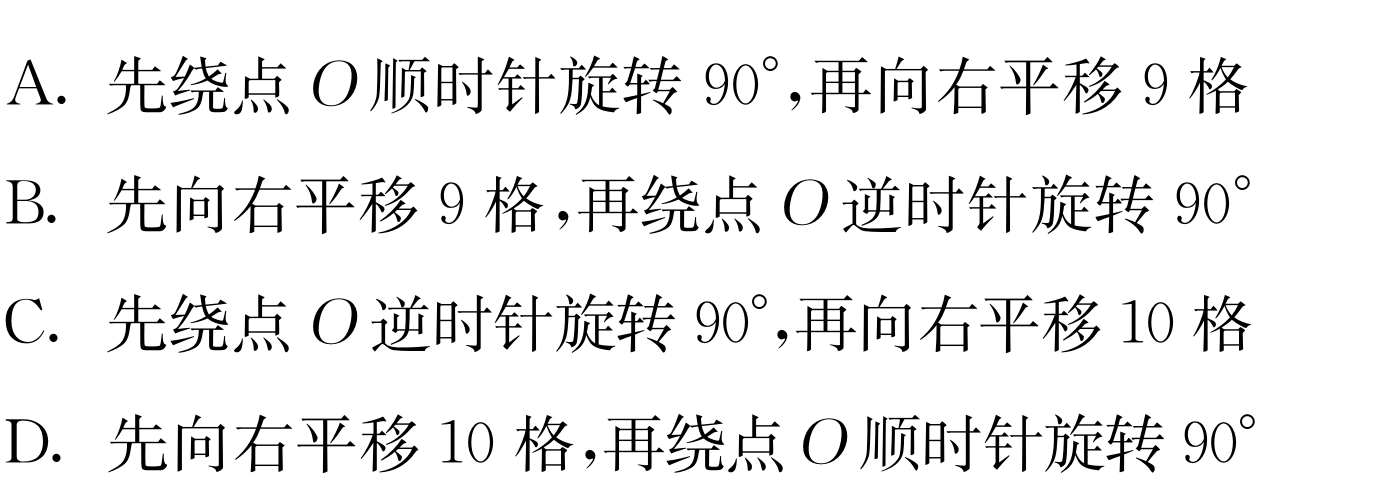 A. 先绕点 O 顺时针旋转 90°,再向右平移 9 格
B. 先向右平移 9 格,再绕点 O 逆时针旋转 90°
C. 先绕点 O 逆时针旋转 90°,再向右平移 10 格
D. 先向右平移 10 格,再绕点 O 顺时针旋转 90°